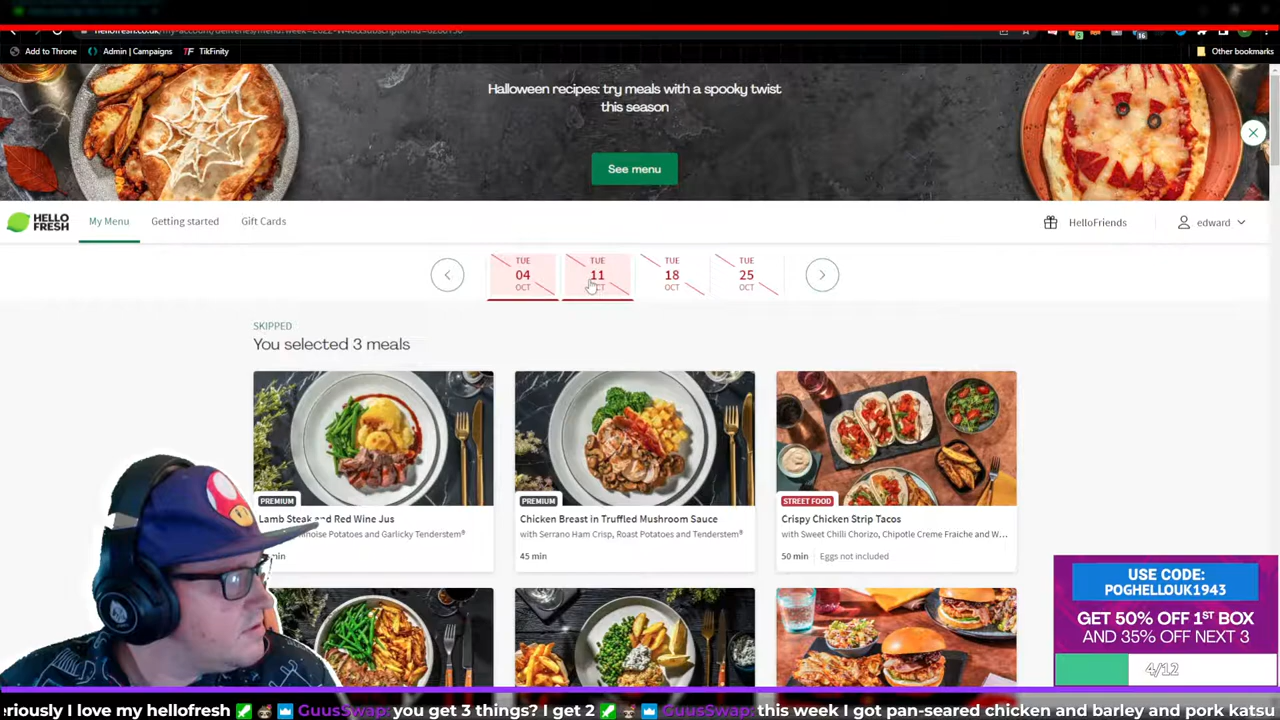 Add to Throne
Admin | Campaigns
TikFinity
Other bookmarks
Halloween recipes: try meals with a spooky twist
this season
See menu
HELLO
FRESH
My Menu
Getting started
Gift Cards
HelloFriends
edward
TUE
04
OCT
TUE
11
OCT
TUE
18
OCT
TUE
25
OCT
SKIPPED
You selected 3 meals
PREMIUM
Lamb Steak and Red Wine Jus
Potatoes and Garlicky Tenderstem®
min
PREMIUM
Chicken Breast in Truffled Mushroom Sauce
with Serrano Ham Crisp, Roast Potatoes and Tenderstem®
45 min
STREET FOOD
Crispy Chicken Strip Tacos
with Sweet Chilli Chorizo, Chipotle Creme Fraiche and W...
50 min Eggs not included
USE CODE:
POGHELLOUK1943
GET 50% OFF 1ST BOX
AND 35% OFF NEXT 3
4/12
eriously I love my hellofresh GuusSwap: you get 3 things? I get 2 GuusSwap: this week I got pan-seared chicken and barley and pork katsu